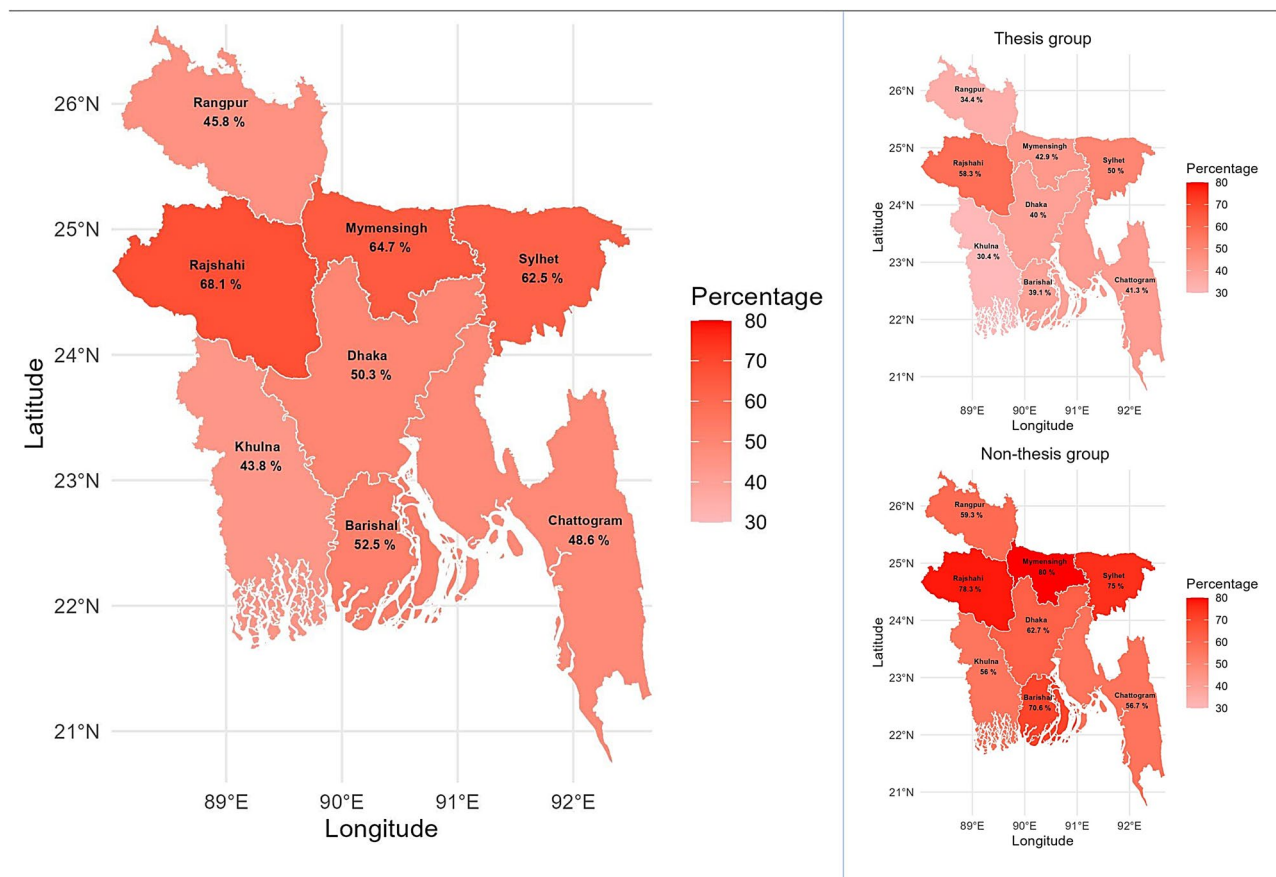 26°N
25°N
24°N
23°N
22°N
21°N
Latitude
89°E
90°E
91°E
92°E
Longitude
Rangpur
45.8 %
Rajshahi
68.1 %
Mymensingh
64.7 %
Sylhet
62.5 %
Dhaka
50.3 %
Khulna
43.8 %
Barishal
52.5 %
Chattogram
48.6 %
Percentage
80
70
60
50
40
30
Thesis group
26°N
25°N
24°N
23°N
22°N
21°N
Latitude
89°E
90°E
91°E
92°E
Longitude
Rangpur
34.4 %
Rajshahi
58.3 %
Mymensingh
42.9 %
Sylhet
50 %
Dhaka
40 %
Khulna
30.4 %
Barishal
39.1 %
Chattogram
41.3 %
Percentage
80
70
60
50
40
30
Non-thesis group
26°N
25°N
24°N
23°N
22°N
21°N
Latitude
89°E
90°E
91°E
92°E
Longitude
Rangpur
59.3 %
Rajshahi
78.3 %
Mymensingh
80 %
Sylhet
75 %
Dhaka
62.7 %
Khulna
56 %
Barishal
70.6 %
Chattogram
56.7 %
Percentage
80
70
60
50
40
30